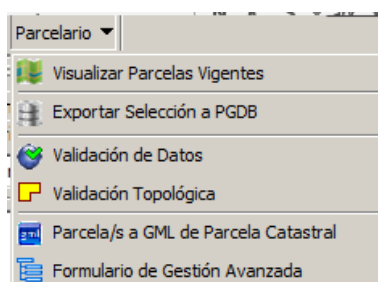 Parcelario
Visualizar Parcelas Vigentes
Exportar Selección a PGDB
Validación de Datos
Validación Topológica
Parcela/s a GML de Parcela Catastral
Formulario de Gestión Avanzada